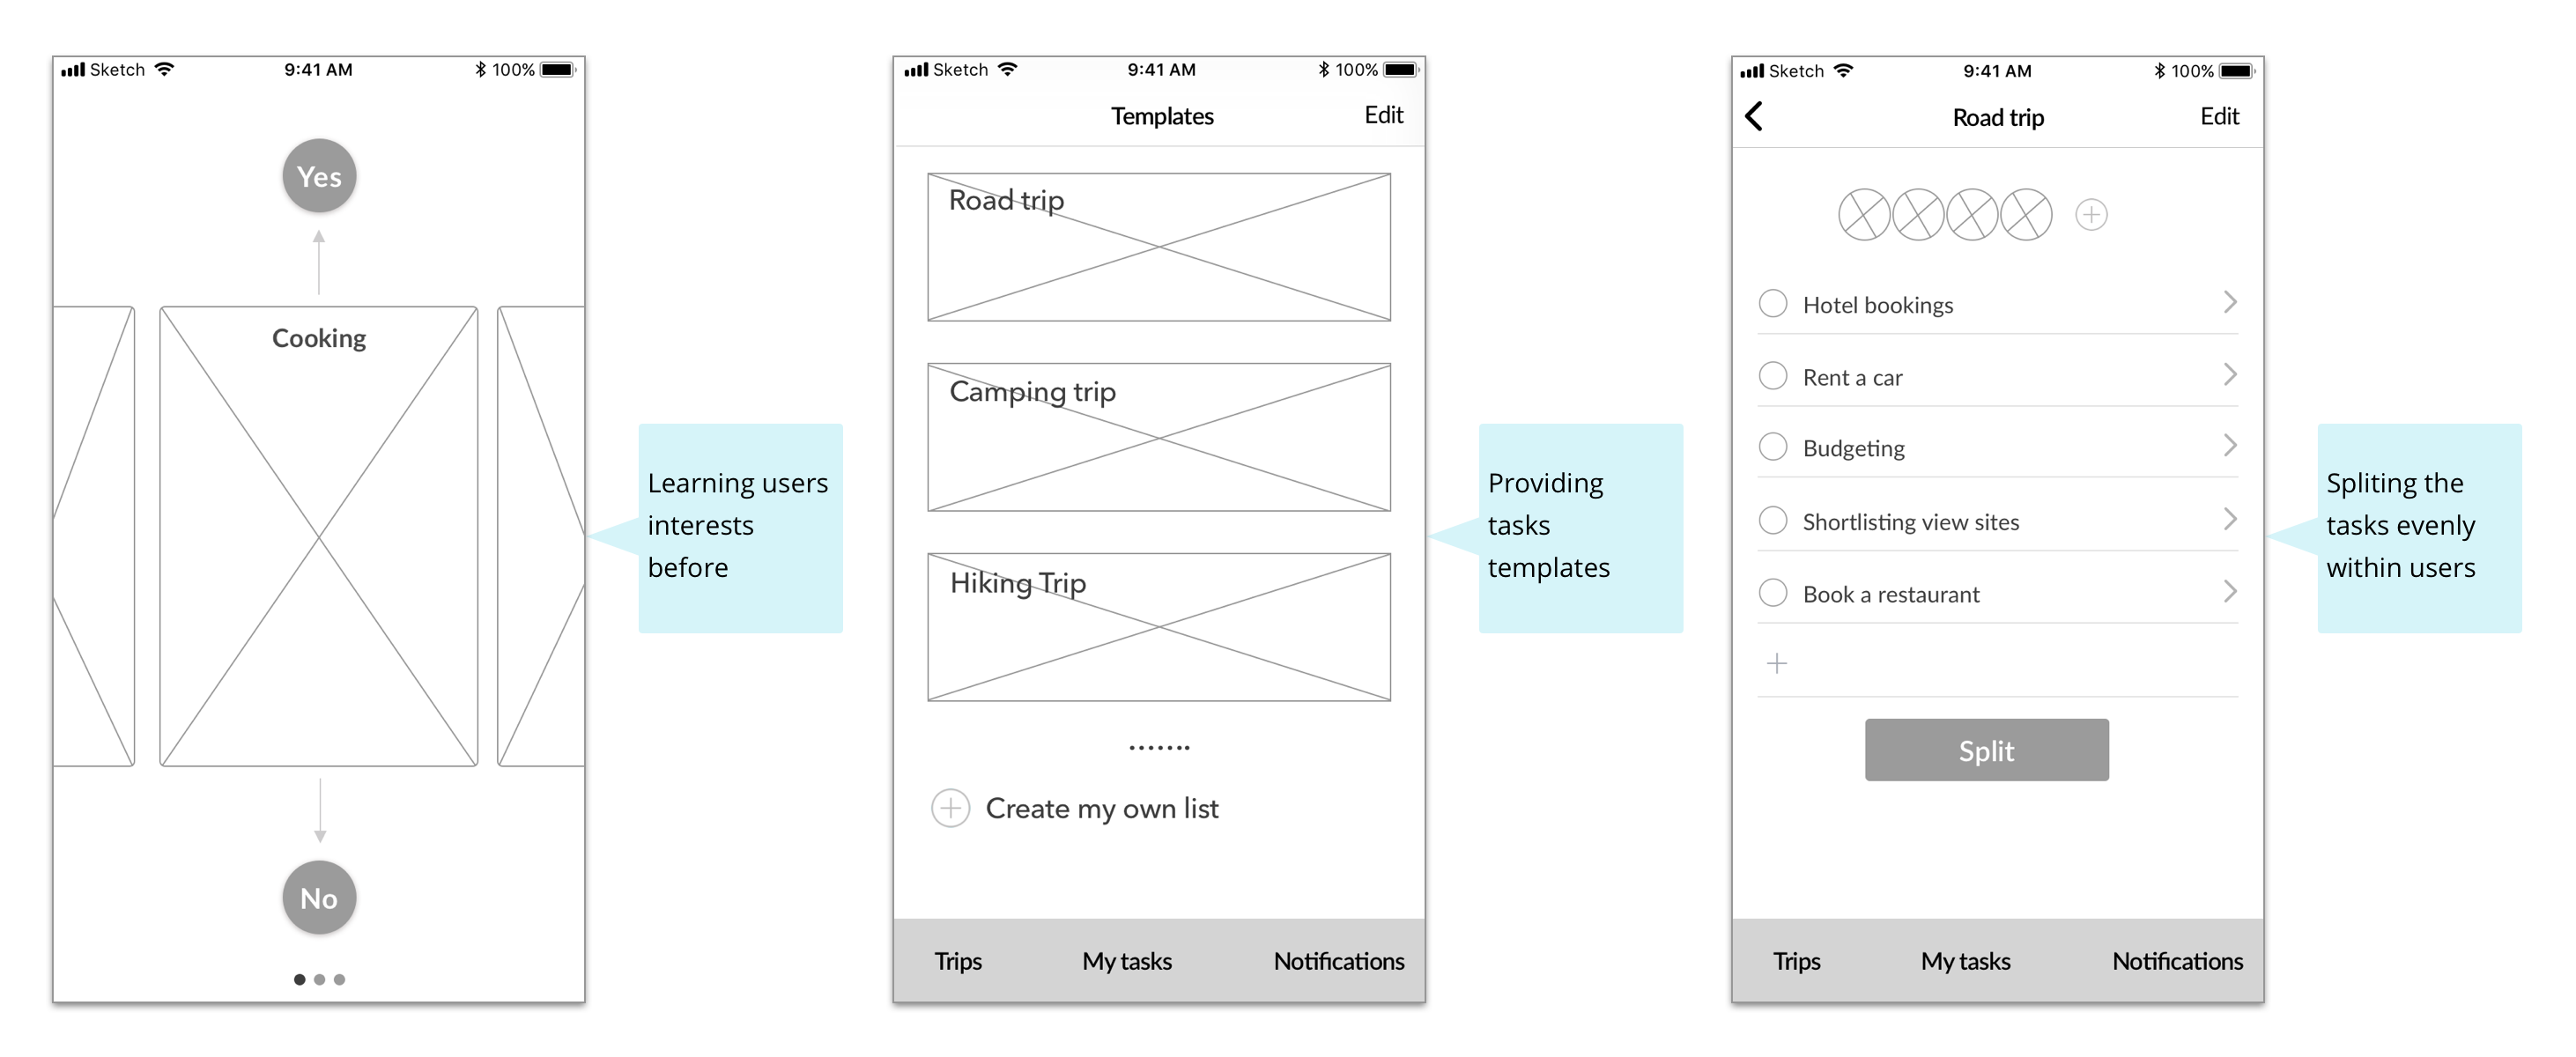 Sketch 9:41 AM 100%
Yes
Cooking
No
Learning users
interests
before
Sketch 9:41 AM 100%
Templates Edit
Road trip
Camping trip
Hiking Trip
.......
Create my own list
Trips My tasks Notifications
Providing
tasks
templates
Sketch 9:41 AM 100%
Road trip Edit
Hotel bookings
Rent a car
Budgeting
Shortlisting view sites
Book a restaurant
Split
Trips My tasks Notifications
Spliting the
tasks evenly
within users